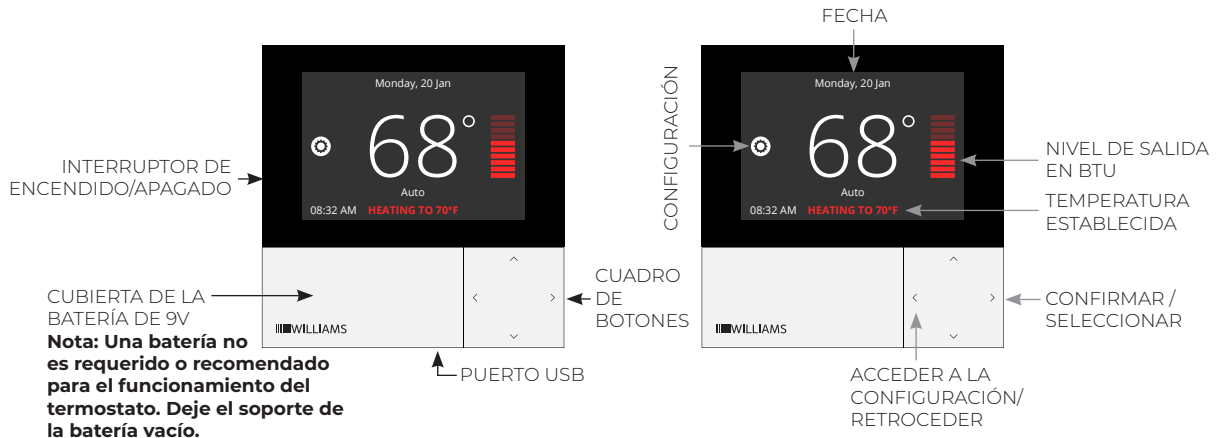 FECHA
Monday, 20 Jan
68°
Auto
08:32 AM HEATING TO 70°F
INTERRUPTOR DE
ENCENDIDO/APAGADO
CUBIERTA DE LA
BATERÍA DE 9V
Nota: Una batería no
es requerido o recomendado
para el funcionamiento del
termostato. Deje el soporte de
la batería vacío.
WILLIAMS
CUADRO
DE
BOTONES
PUERTO USB
CONFIGURACIÓN
Monday, 20 Jan
68°
Auto
08:32 AM HEATING TO 70°F
NIVEL DE SALIDA
EN BTU
TEMPERATURA
ESTABLECIDA
WILLIAMS
CONFIRMAR /
SELECCIONAR
ACCEDER A LA
CONFIGURACIÓN/
RETROCEDER